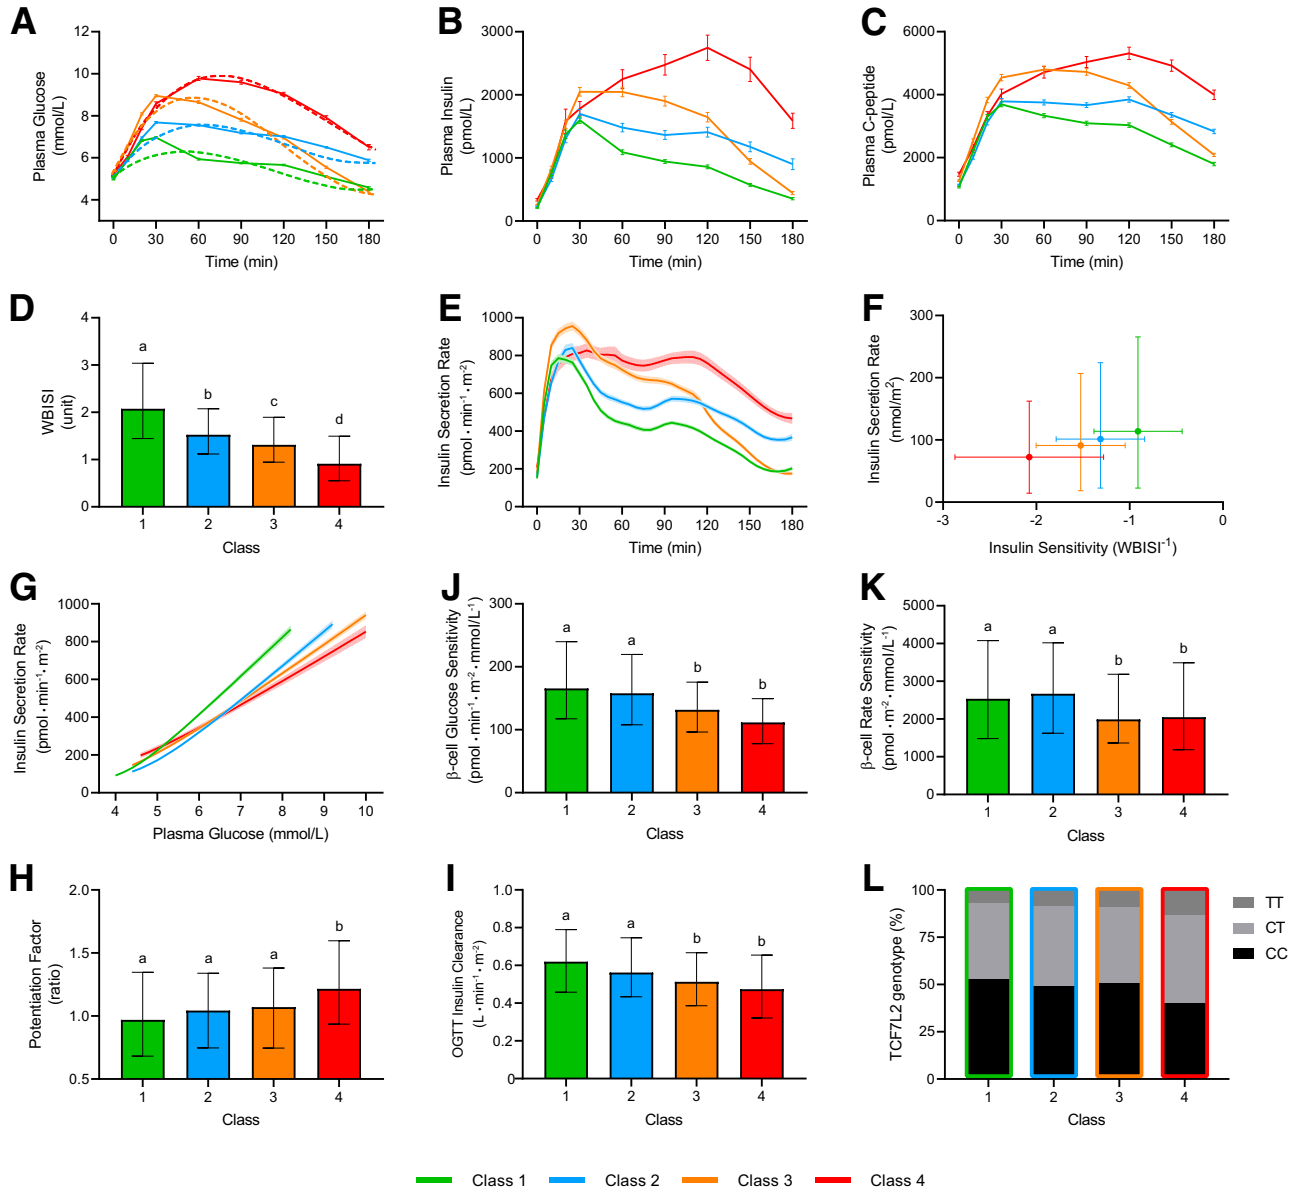 A
Plasma Glucose
(mmol/L)
12
10
8
6
4
0 30 60 90 120 150 180
Time (min)
B
Plasma Insulin
(pmol/L)
3000
2000
1000
0
0 30 60 90 120 150 180
Time (min)
C
Plasma C-peptide
(pmol/L)
6000
4000
2000
0
0 30 60 90 120 150 180
Time (min)
D
WBISI
(unit)
4
3
2
1
0
a b c d
1 2 3 4
Class
E
Insulin Secretion Rate
(pmol · min⁻¹ · m⁻²)
1000
800
600
400
200
0
0 30 60 90 120 150 180
Time (min)
F
Insulin Secretion Rate
(nmol/m²)
300
200
100
0
-3 -2 -1 0
Insulin Sensitivity (WBISI⁻¹)
G
Insulin Secretion Rate
(pmol · min⁻¹ · m⁻²)
1000
800
600
400
200
0
4 5 6 7 8 9 10
Plasma Glucose (mmol/L)
J
β-cell Glucose Sensitivity
(pmol · min⁻¹ · m⁻² · mmol/L⁻¹)
300
200
100
0
a a b b
1 2 3 4
Class
K
β-cell Rate Sensitivity
(pmol · m⁻² · mmol/L⁻¹)
5000
4000
3000
2000
1000
0
a a b b
1 2 3 4
Class
H
Potentiation Factor
(ratio)
2.0
1.5
1.0
0.5
a a a b
1 2 3 4
Class
I
OGTT Insulin Clearance
(L · min⁻¹ · m⁻²)
1.0
0.8
0.6
0.4
0.2
0
a a b b
1 2 3 4
Class
L
TCF7L2 genotype (%)
100
75
50
25
0
1 2 3 4
Class
TT
CT
CC
Class 1 Class 2 Class 3 Class 4